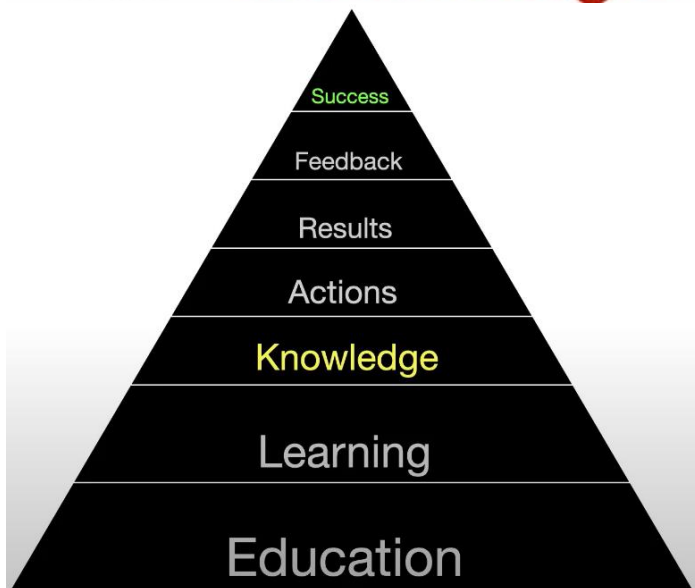 Success
Feedback
Results
Actions
Knowledge
Learning
Education